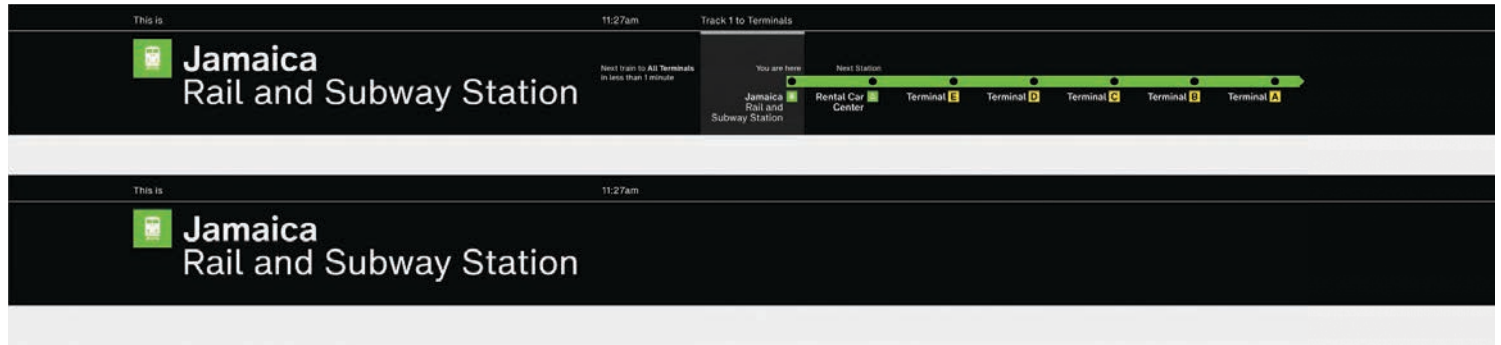 This is
11:27am
Track 1 to Terminals
Jamaica
Rail and Subway Station
Next train to All Terminals
in less than 1 minute
You are here
Next Station
Jamaica
Rail and
Subway Station
Rental Car
Center
Terminal E
Terminal D
Terminal C
Terminal B
Terminal A
This is
11:27am
Jamaica
Rail and Subway Station